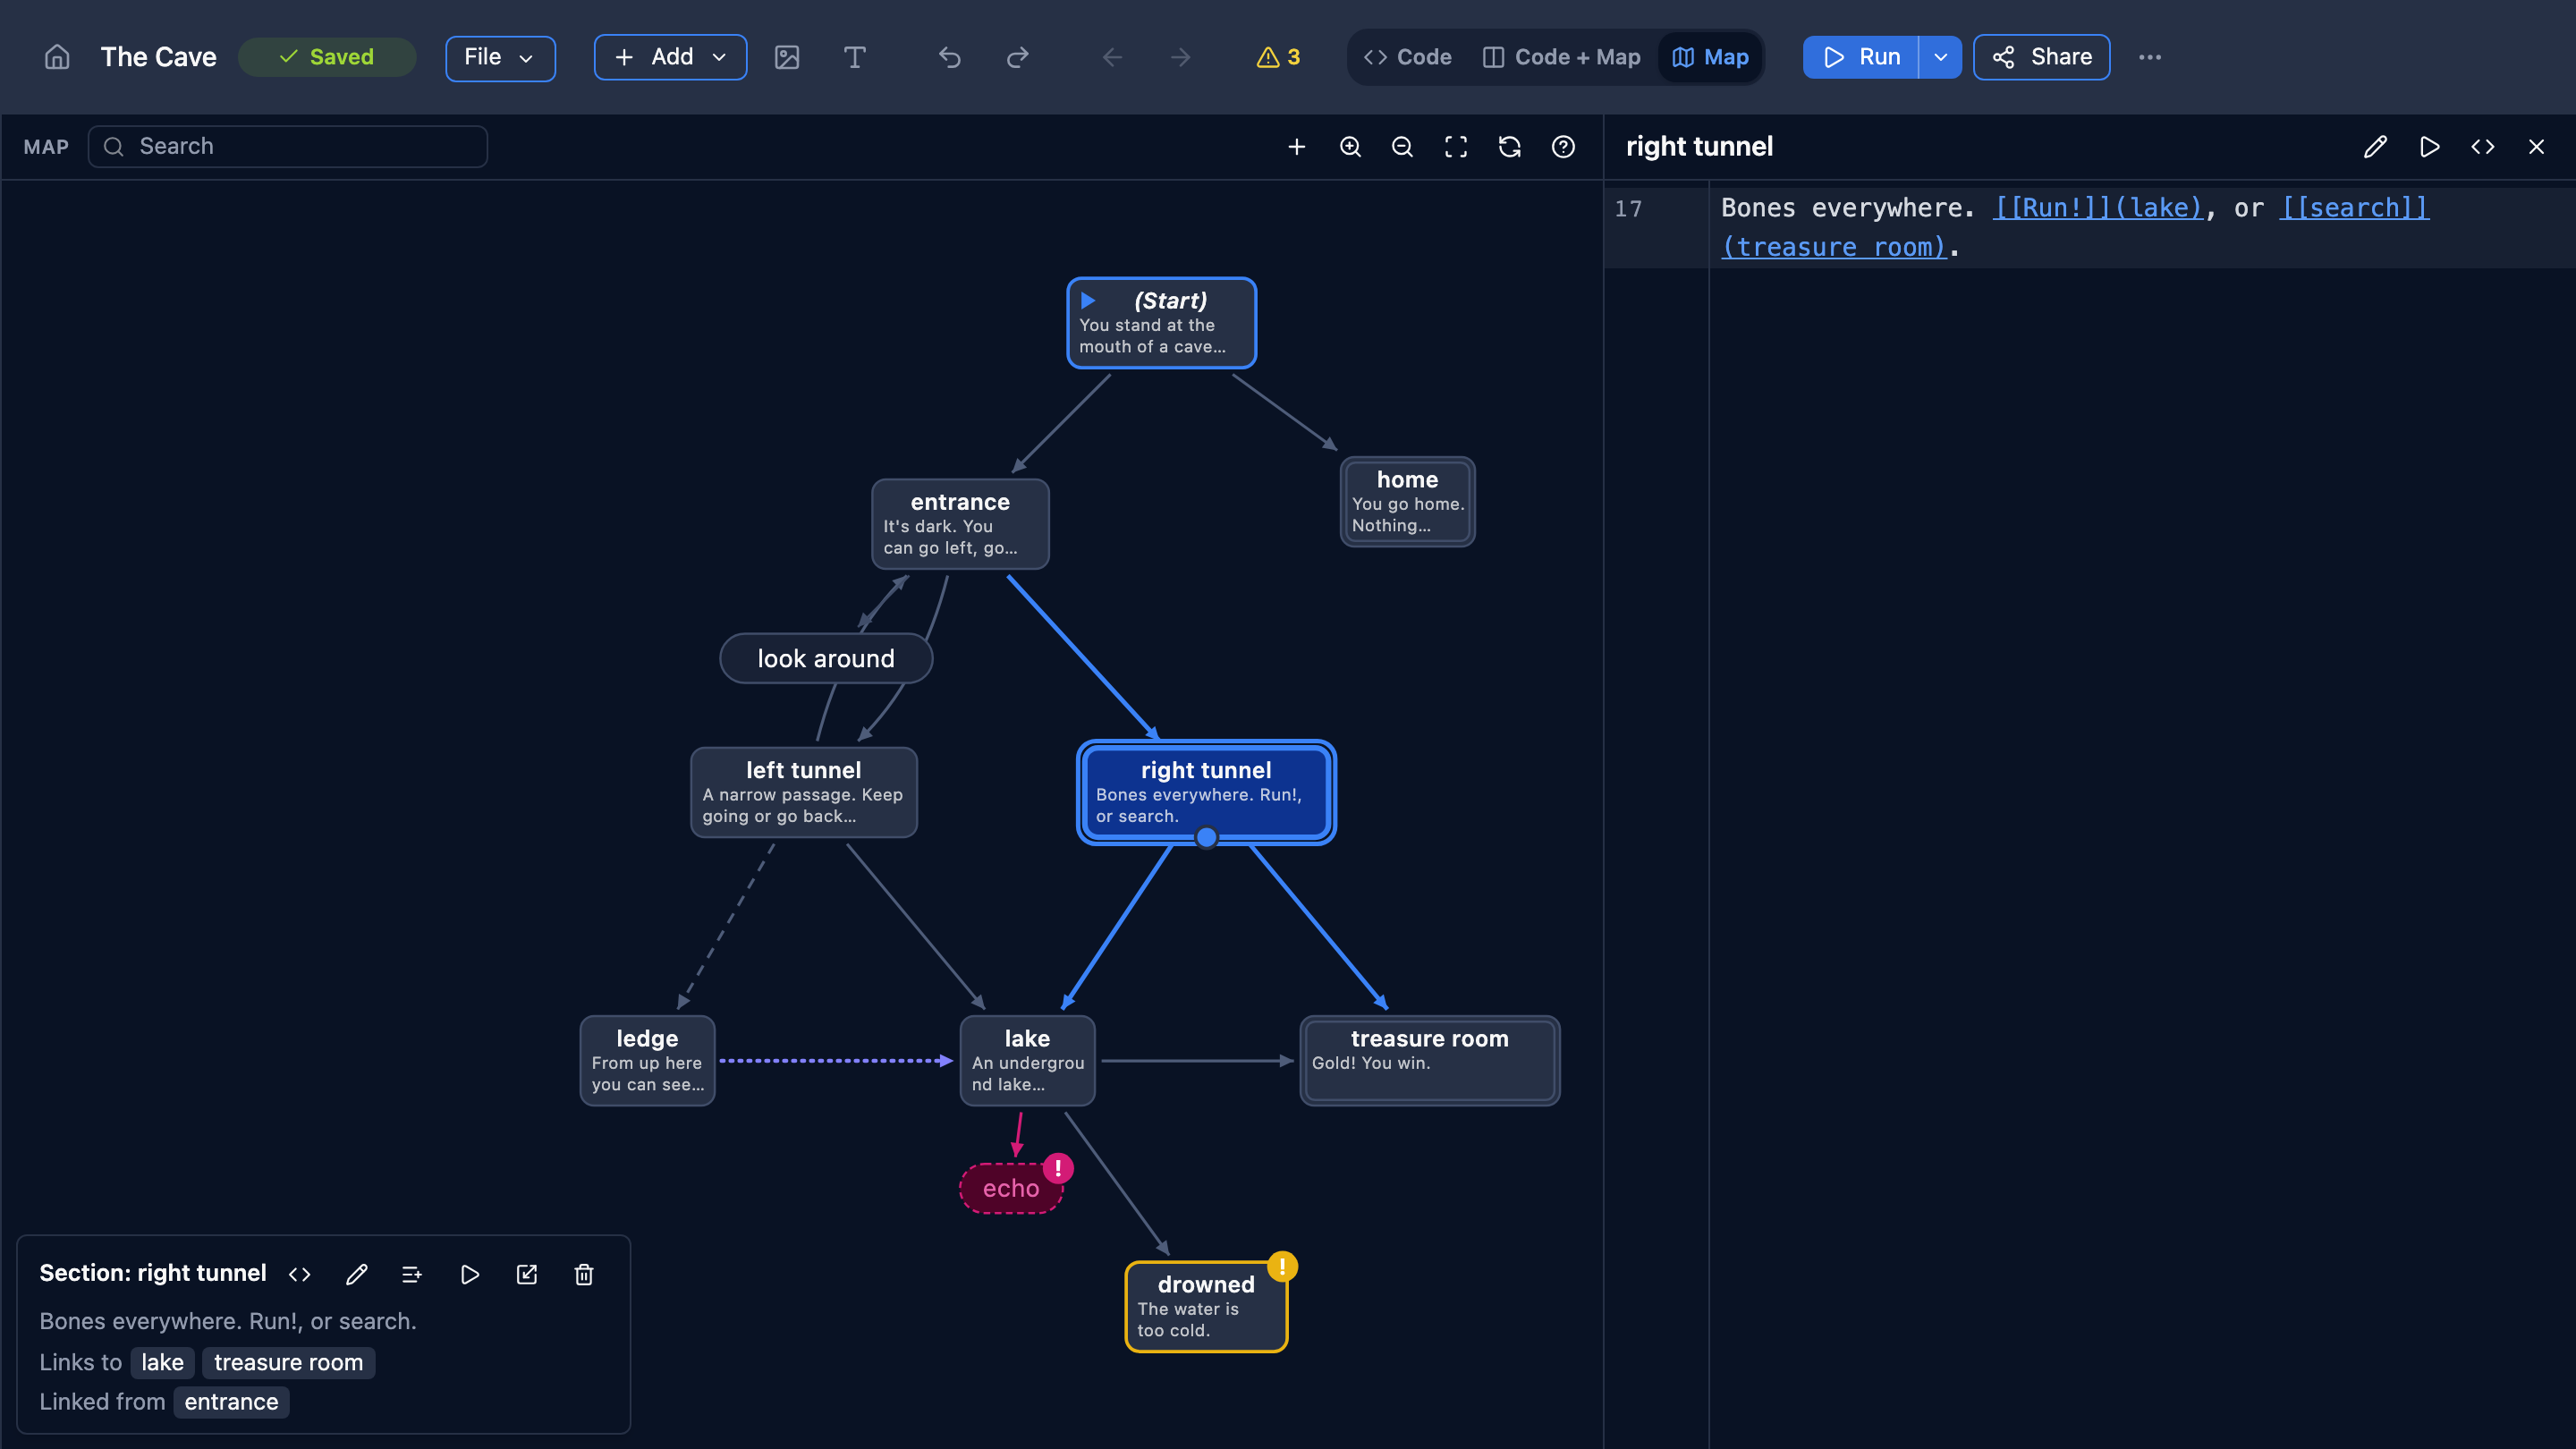 The Cave
Saved
File
Add
3
Code
Code + Map
Map
Run
Share
MAP
Search
right tunnel
17
Bones everywhere. [[Run!]](lake), or [[search]]
(treasure room).
(Start)
You stand at the
mouth of a cave...
home
You go home.
Nothing...
entrance
It's dark. You
can go left, go...
look around
left tunnel
A narrow passage. Keep
going or go back...
right tunnel
Bones everywhere. Run!,
or search.
ledge
From up here
you can see...
lake
An undergrou
nd lake...
treasure room
Gold! You win.
echo
!
drowned
!
The water is
too cold.
Section: right tunnel
Bones everywhere. Run!, or search.
Links to lake treasure room
Linked from entrance